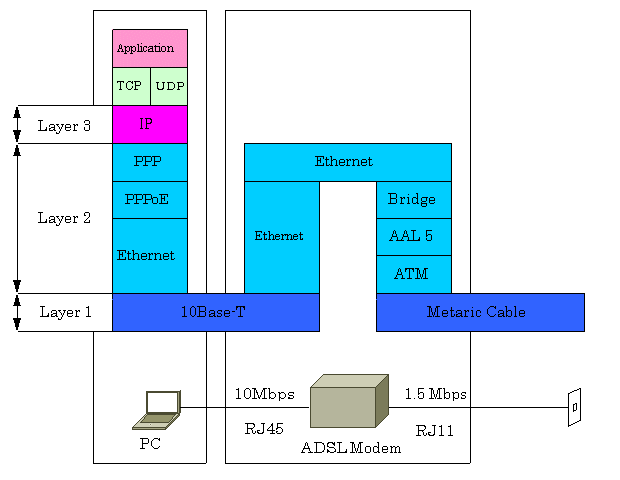 Application
TCP UDP
Layer 3
IP
PPP
Ethernet
Layer 2
PPPoE
Bridge
Ethernet
Ethernet
AAL 5
ATM
Layer 1
10Base-T
Metaric Cable
10Mbps
1.5 Mbps
RJ45
RJ11
PC
ADSL Modem